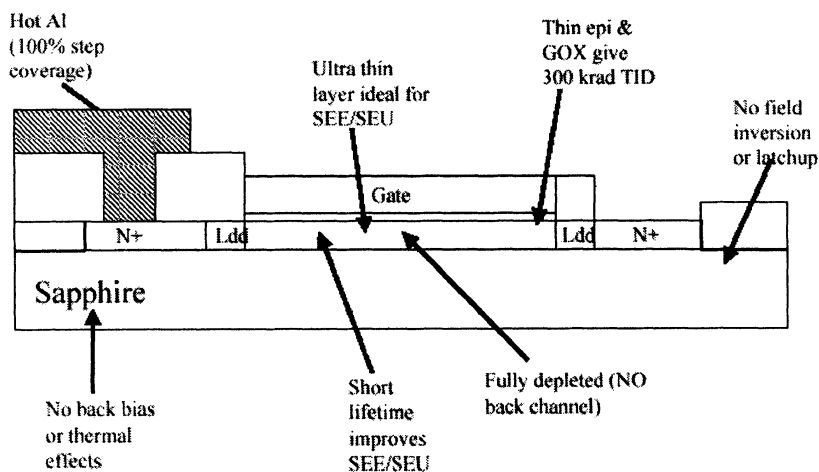 Hot Al
(100% step
coverage)
Ultra thin
layer ideal for
SEE/SEU
Thin epi &
GOX give
300 krad TID
No field
inversion
or latchup
Gate
N+
Ldd
Ldd
N+
Sapphire
No back bias
or thermal
effects
Short
lifetime
improves
SEE/SEU
Fully depleted (NO
back channel)